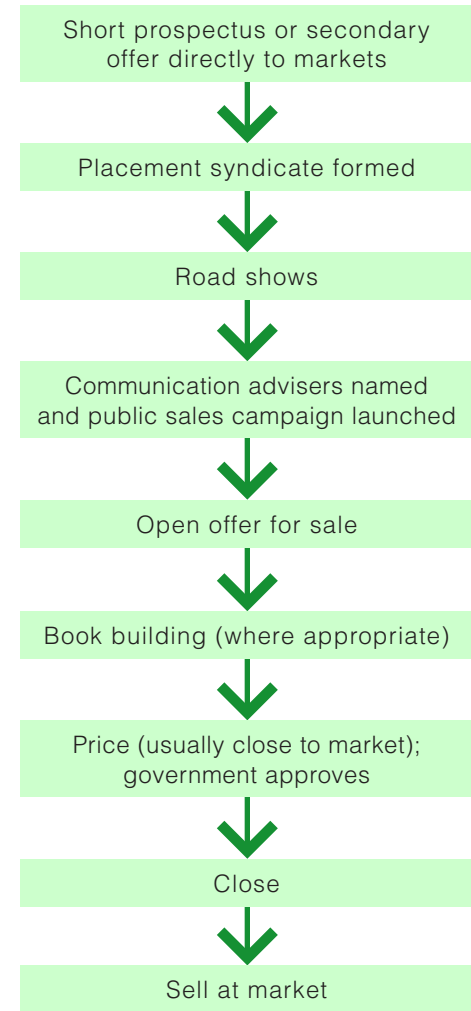 Short prospectus or secondary
offer directly to markets
Placement syndicate formed
Road shows
Communication advisers named
and public sales campaign launched
Open offer for sale
Book building (where appropriate)
Price (usually close to market);
government approves
Close
Sell at market